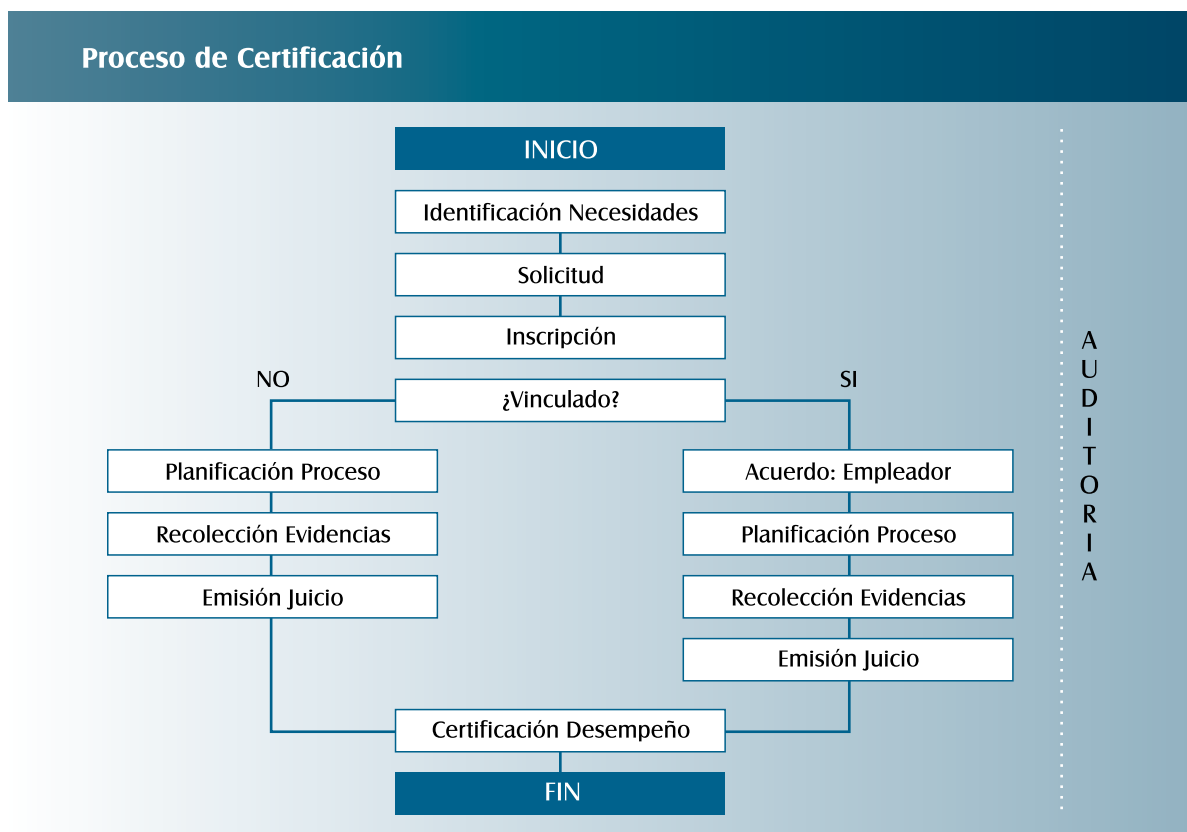 Proceso de Certificación
INICIO
Identificación Necesidades
Solicitud
Inscripción
NO
SI
¿Vinculado?
Planificación Proceso
Recolección Evidencias
Emisión Juicio
Acuerdo: Empleador
Planificación Proceso
Recolección Evidencias
Emisión Juicio
Certificación Desempeño
FIN
AUDITORIA